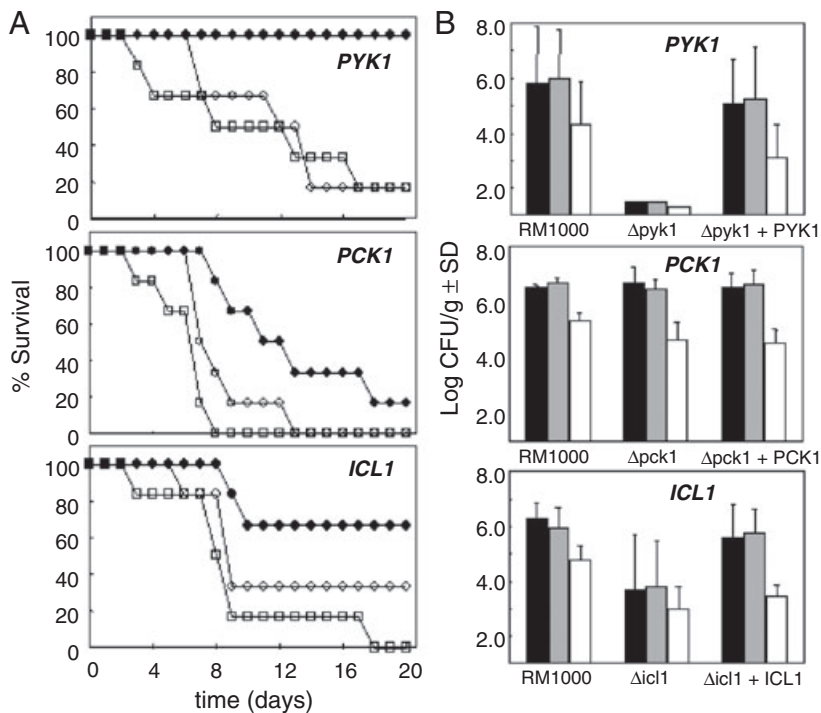 A
B
% Survival
100
80
60
40
20
0
PYK1
100
80
60
40
20
0
PCK1
100
80
60
40
20
0
ICL1
0 4 8 12 16 20
time (days)
Log CFU/g ± SD
8.0
6.0
4.0
2.0
PYK1
RM1000 Δpyk1 Δpyk1 + PYK1
8.0
6.0
4.0
2.0
PCK1
RM1000 Δpck1 Δpck1 + PCK1
8.0
6.0
4.0
2.0
ICL1
RM1000 Δicl1 Δicl1 + ICL1